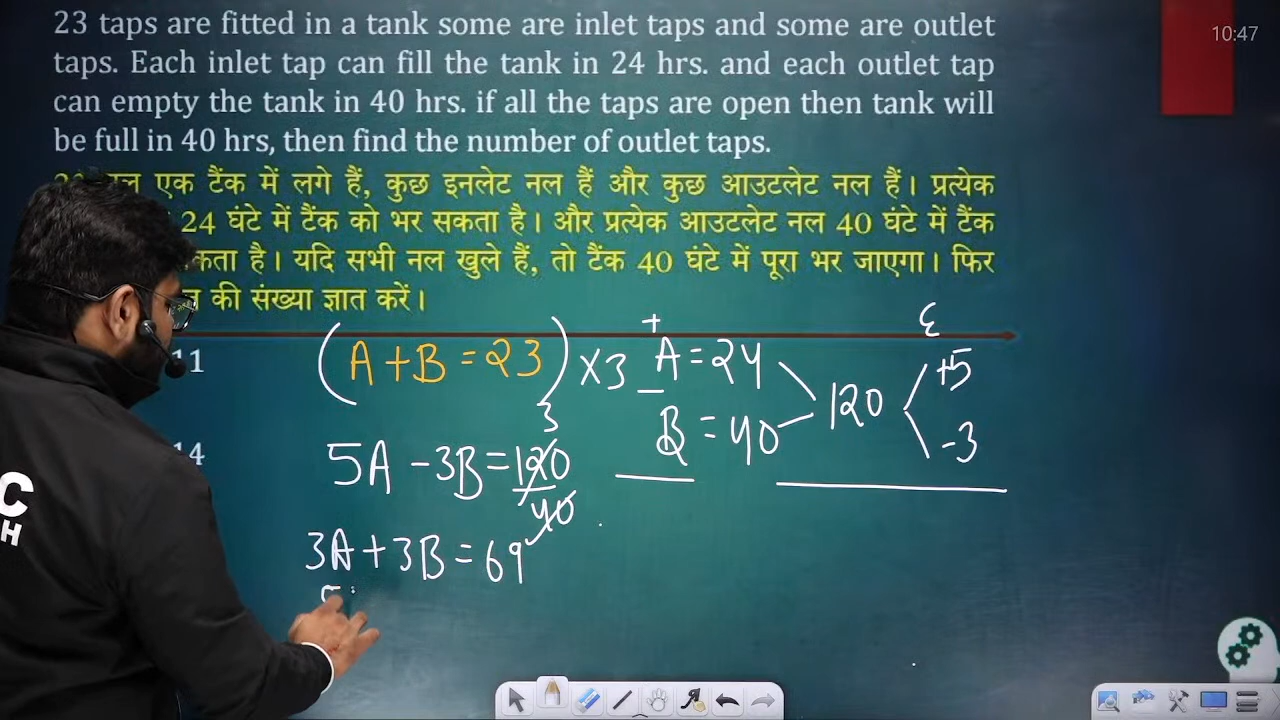 23 taps are fitted in a tank some are inlet taps and some are outlet
taps. Each inlet tap can fill the tank in 24 hrs. and each outlet tap
can empty the tank in 40 hrs. if all the taps are open then tank will
be full in 40 hrs, then find the number of outlet taps.
एक टैंक में लगे हैं, कुछ इनलेट नल हैं और कुछ आउटलेट नल हैं। प्रत्येक
24 घंटे में टैंक को भर सकता है। और प्रत्येक आउटलेट नल 40 घंटे में टैंक
है। यदि सभी नल खुले हैं, तो टैंक 40 घंटे में पूरा भर जाएगा। फिर
की संख्या ज्ञात करें।
10:47
11
14
(A + B = 23) ×3
5A - 3B = 120/40
3
3A + 3B = 69
+ A = 24
- B = 40
120
ε
+5
-3
C
H